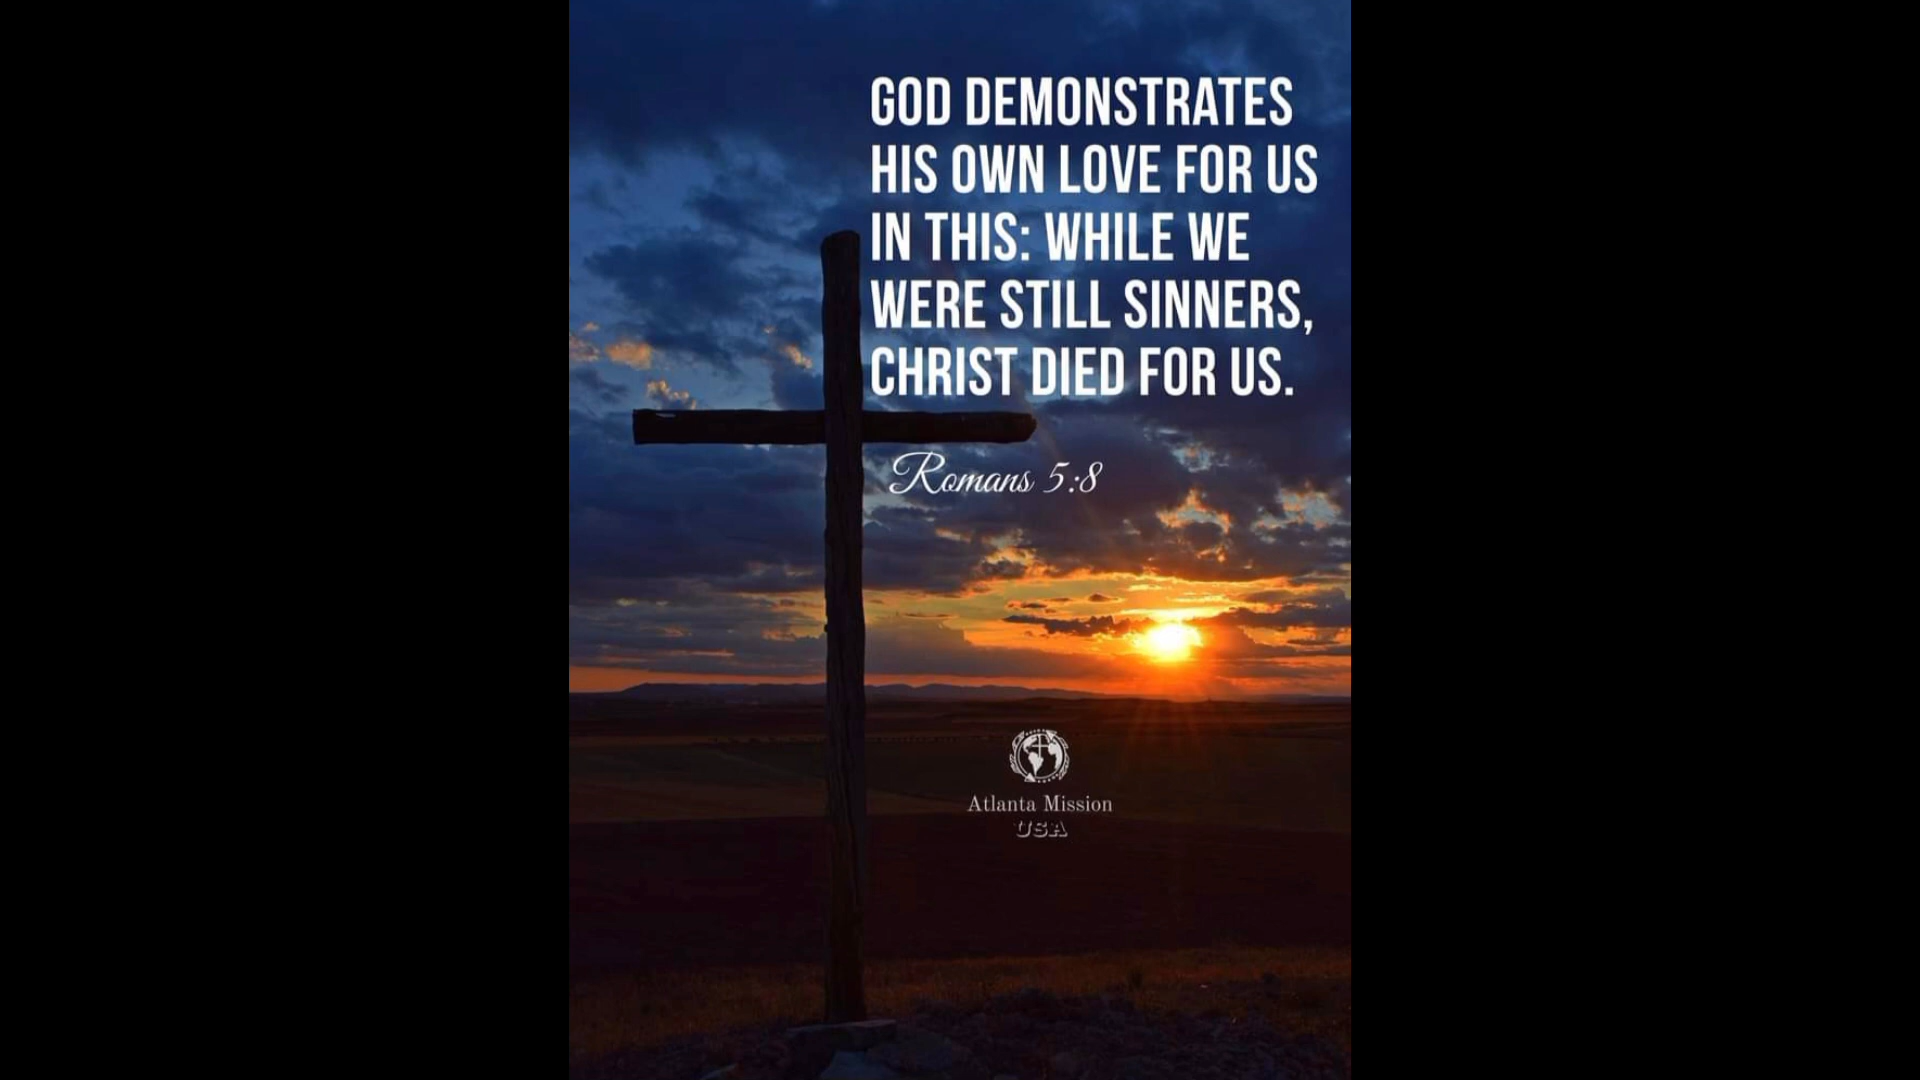 GOD DEMONSTRATES
HIS OWN LOVE FOR US
IN THIS: WHILE WE
WERE STILL SINNERS,
CHRIST DIED FOR US.
Romans 5:8
Atlanta Mission
USA